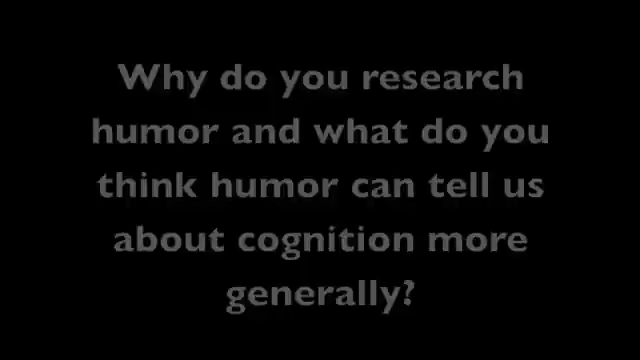 Why do you research
humor and what do you
think humor can tell us
about cognition more
generally?